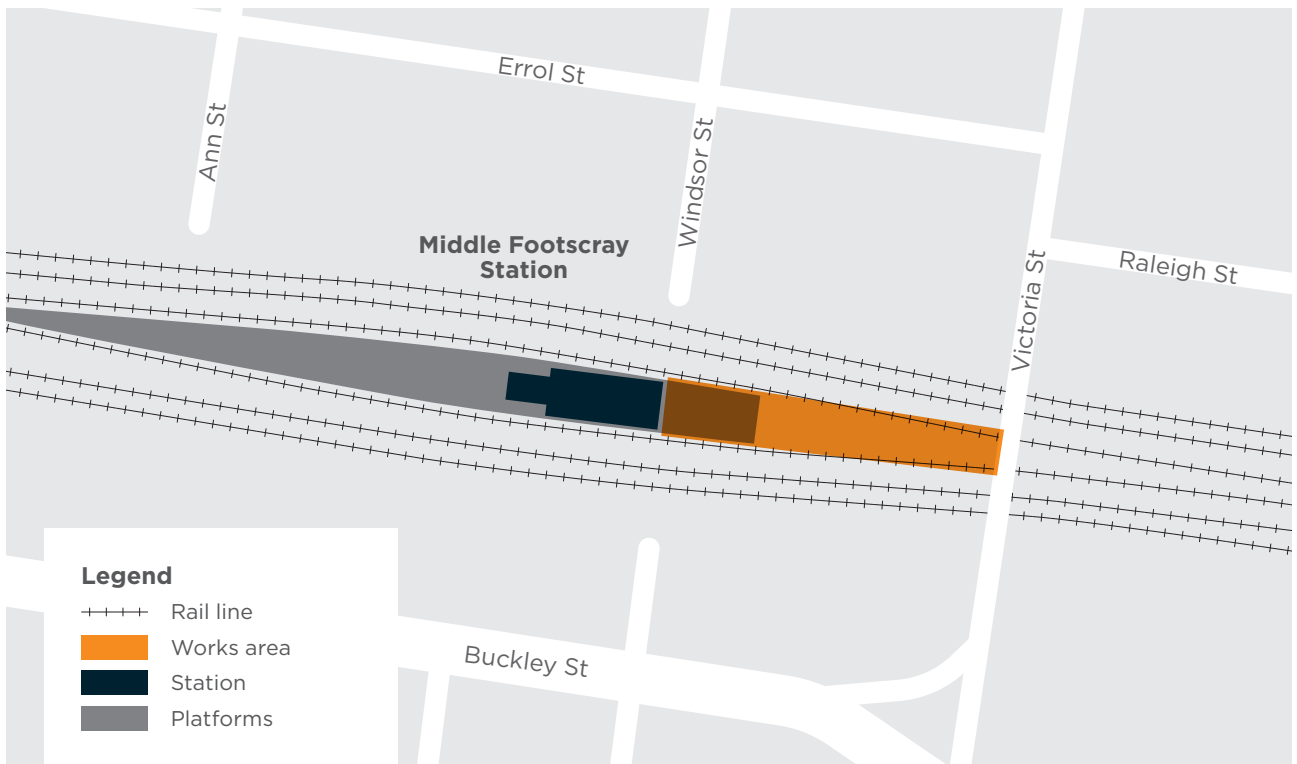 Errol St
Ann St
Windsor St
Middle Footscray
Station
Raleigh St
Victoria St
Legend
Rail line
Works area
Station
Platforms
Buckley St